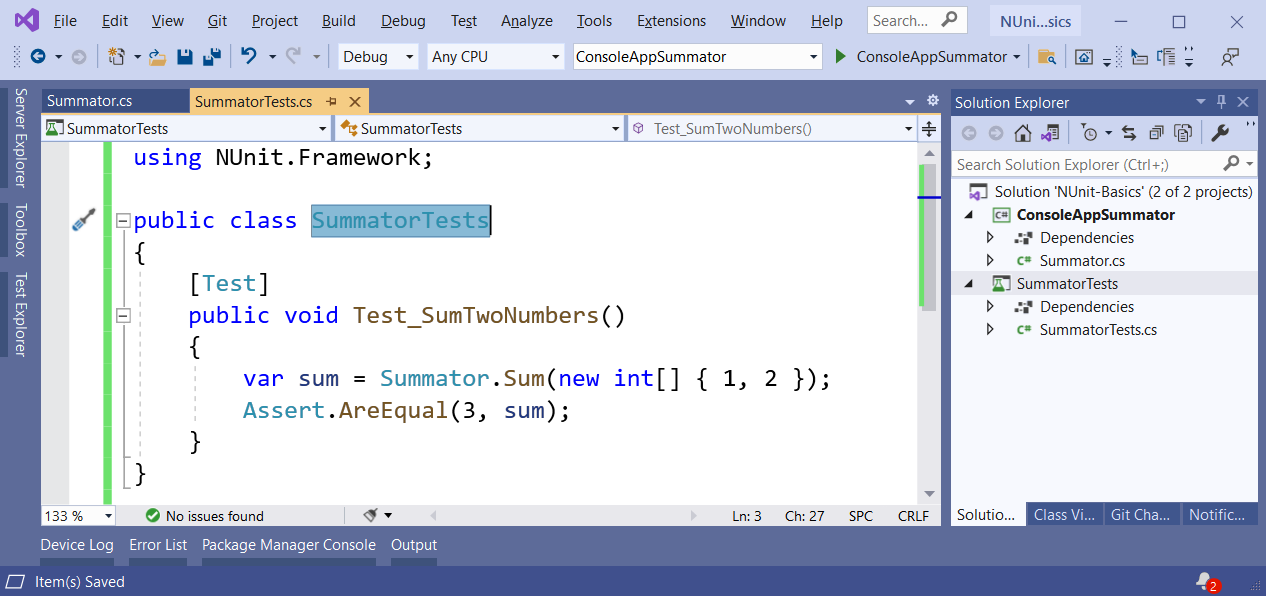 File Edit View Git Project Build Debug Test Analyze Tools Extensions Window Help Search... NUni...sics
Debug Any CPU ConsoleAppSummator ConsoleAppSummator
Server Explorer
Toolbox
Test Explorer
Summator.cs SummatorTests.cs
SummatorTests SummatorTests Test_SumTwoNumbers()
using NUnit.Framework;
public class SummatorTests
{
[Test]
public void Test_SumTwoNumbers()
{
var sum = Summator.Sum(new int[] { 1, 2 });
Assert.AreEqual(3, sum);
}
}
133 % No issues found Ln: 3 Ch: 27 SPC CRLF
Solution Explorer
Search Solution Explorer (Ctrl+;)
Solution 'NUnit-Basics' (2 of 2 projects)
C# ConsoleAppSummator
Dependencies
C# Summator.cs
SummatorTests
Dependencies
C# SummatorTests.cs
Solutio... Class Vi... Git Cha... Notific...
Device Log Error List Package Manager Console Output
Item(s) Saved 2